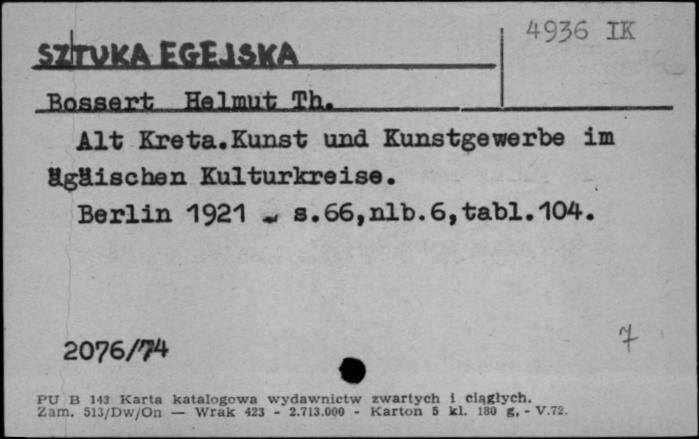 4936 IK
SZTUKA EGEJSKA
Bossert Helmut Th.
Alt Kreta.Kunst und Kunstgewerbe im
ägäischen Kulturkreise.
Berlin 1921 - s.66,nlb.6,tabl.104.
2076/74
7
PU B 143 Karta katalogowa wydawnictw zwartych i ciągłych.
Zam. 513/Dw/On — Wrak 423 - 2.713.000 - Karton 5 kl. 180 g. - V.72.